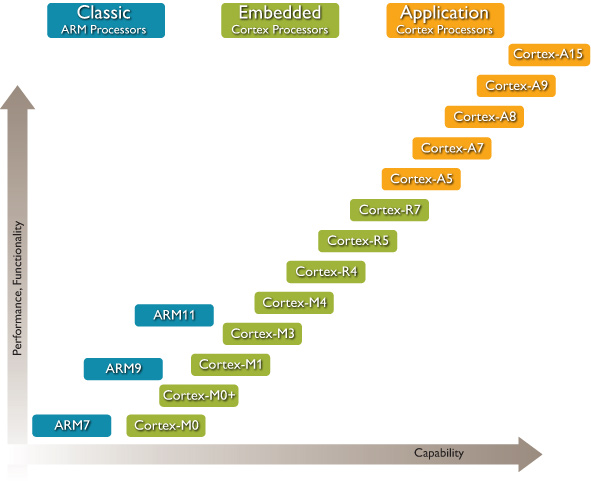 Classic
ARM Processors
Embedded
Cortex Processors
Application
Cortex Processors
Cortex-A15
Cortex-A9
Cortex-A8
Cortex-A7
Cortex-A5
Cortex-R7
Cortex-R5
Cortex-R4
Cortex-M4
ARM11
Cortex-M3
Cortex-M1
ARM9
Cortex-M0+
ARM7
Cortex-M0
Performance, Functionality
Capability